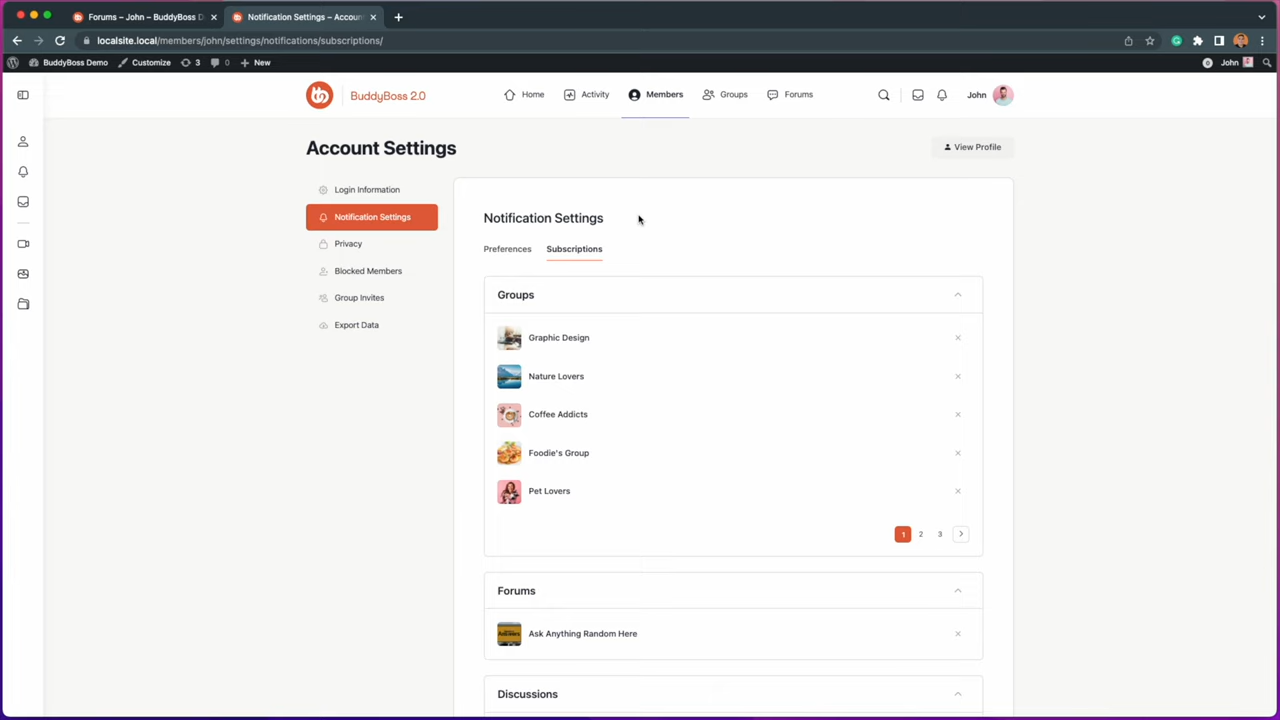 Forums – John – BuddyBoss D
Notification Settings – Accoun
localsite.local/members/john/settings/notifications/subscriptions/
BuddyBoss Demo Customize 3 0 New
0 John
BuddyBoss 2.0 Home Activity Members Groups Forums John
Account Settings
View Profile
Login Information
Notification Settings
Privacy
Blocked Members
Group Invites
Export Data
Notification Settings
Preferences Subscriptions
Groups
Graphic Design
Nature Lovers
Coffee Addicts
Foodie's Group
Pet Lovers
1 2 3
Forums
Ask Anything Random Here
Discussions